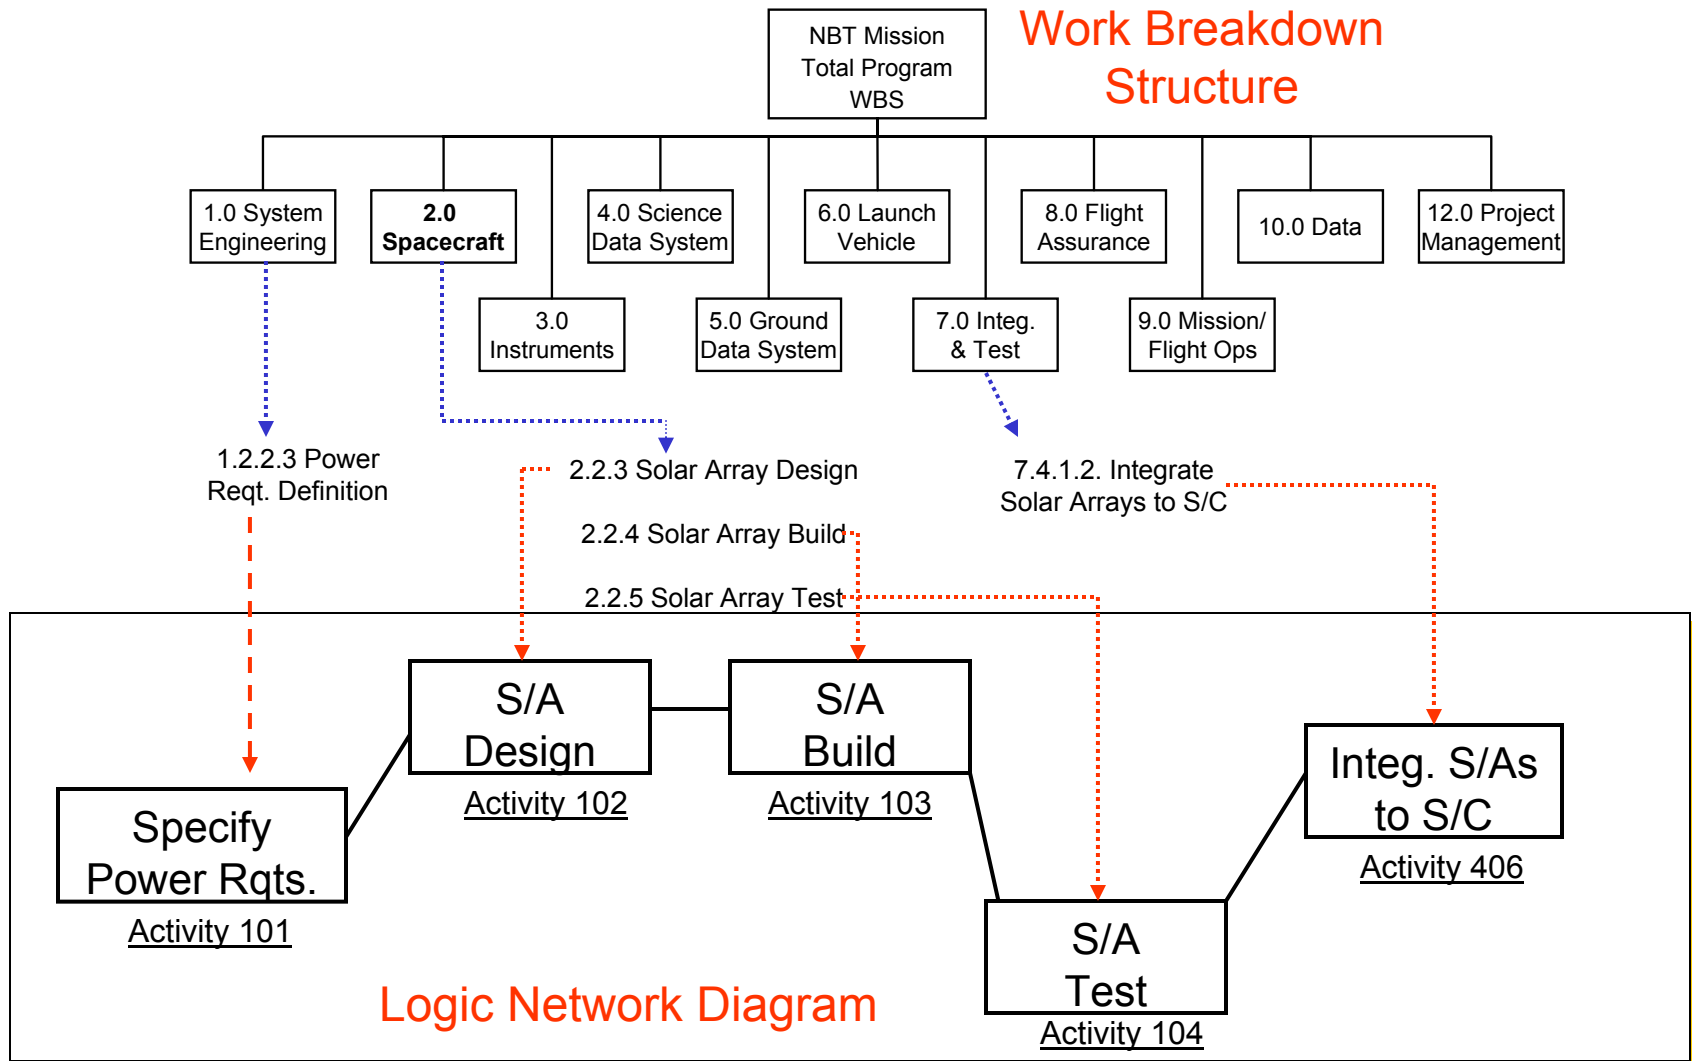 NBT Mission
Total Program
WBS
Work Breakdown
Structure
1.0 System
Engineering
2.0
Spacecraft
4.0 Science
Data System
6.0 Launch
Vehicle
8.0 Flight
Assurance
10.0 Data
12.0 Project
Management
3.0
Instruments
5.0 Ground
Data System
7.0 Integ.
& Test
9.0 Mission/
Flight Ops
1.2.2.3 Power
Reqt. Definition
2.2.3 Solar Array Design
2.2.4 Solar Array Build
2.2.5 Solar Array Test
7.4.1.2. Integrate
Solar Arrays to S/C
Specify
Power Rqts.
Activity 101
S/A
Design
Activity 102
S/A
Build
Activity 103
S/A
Test
Activity 104
Integ. S/As
to S/C
Activity 406
Logic Network Diagram